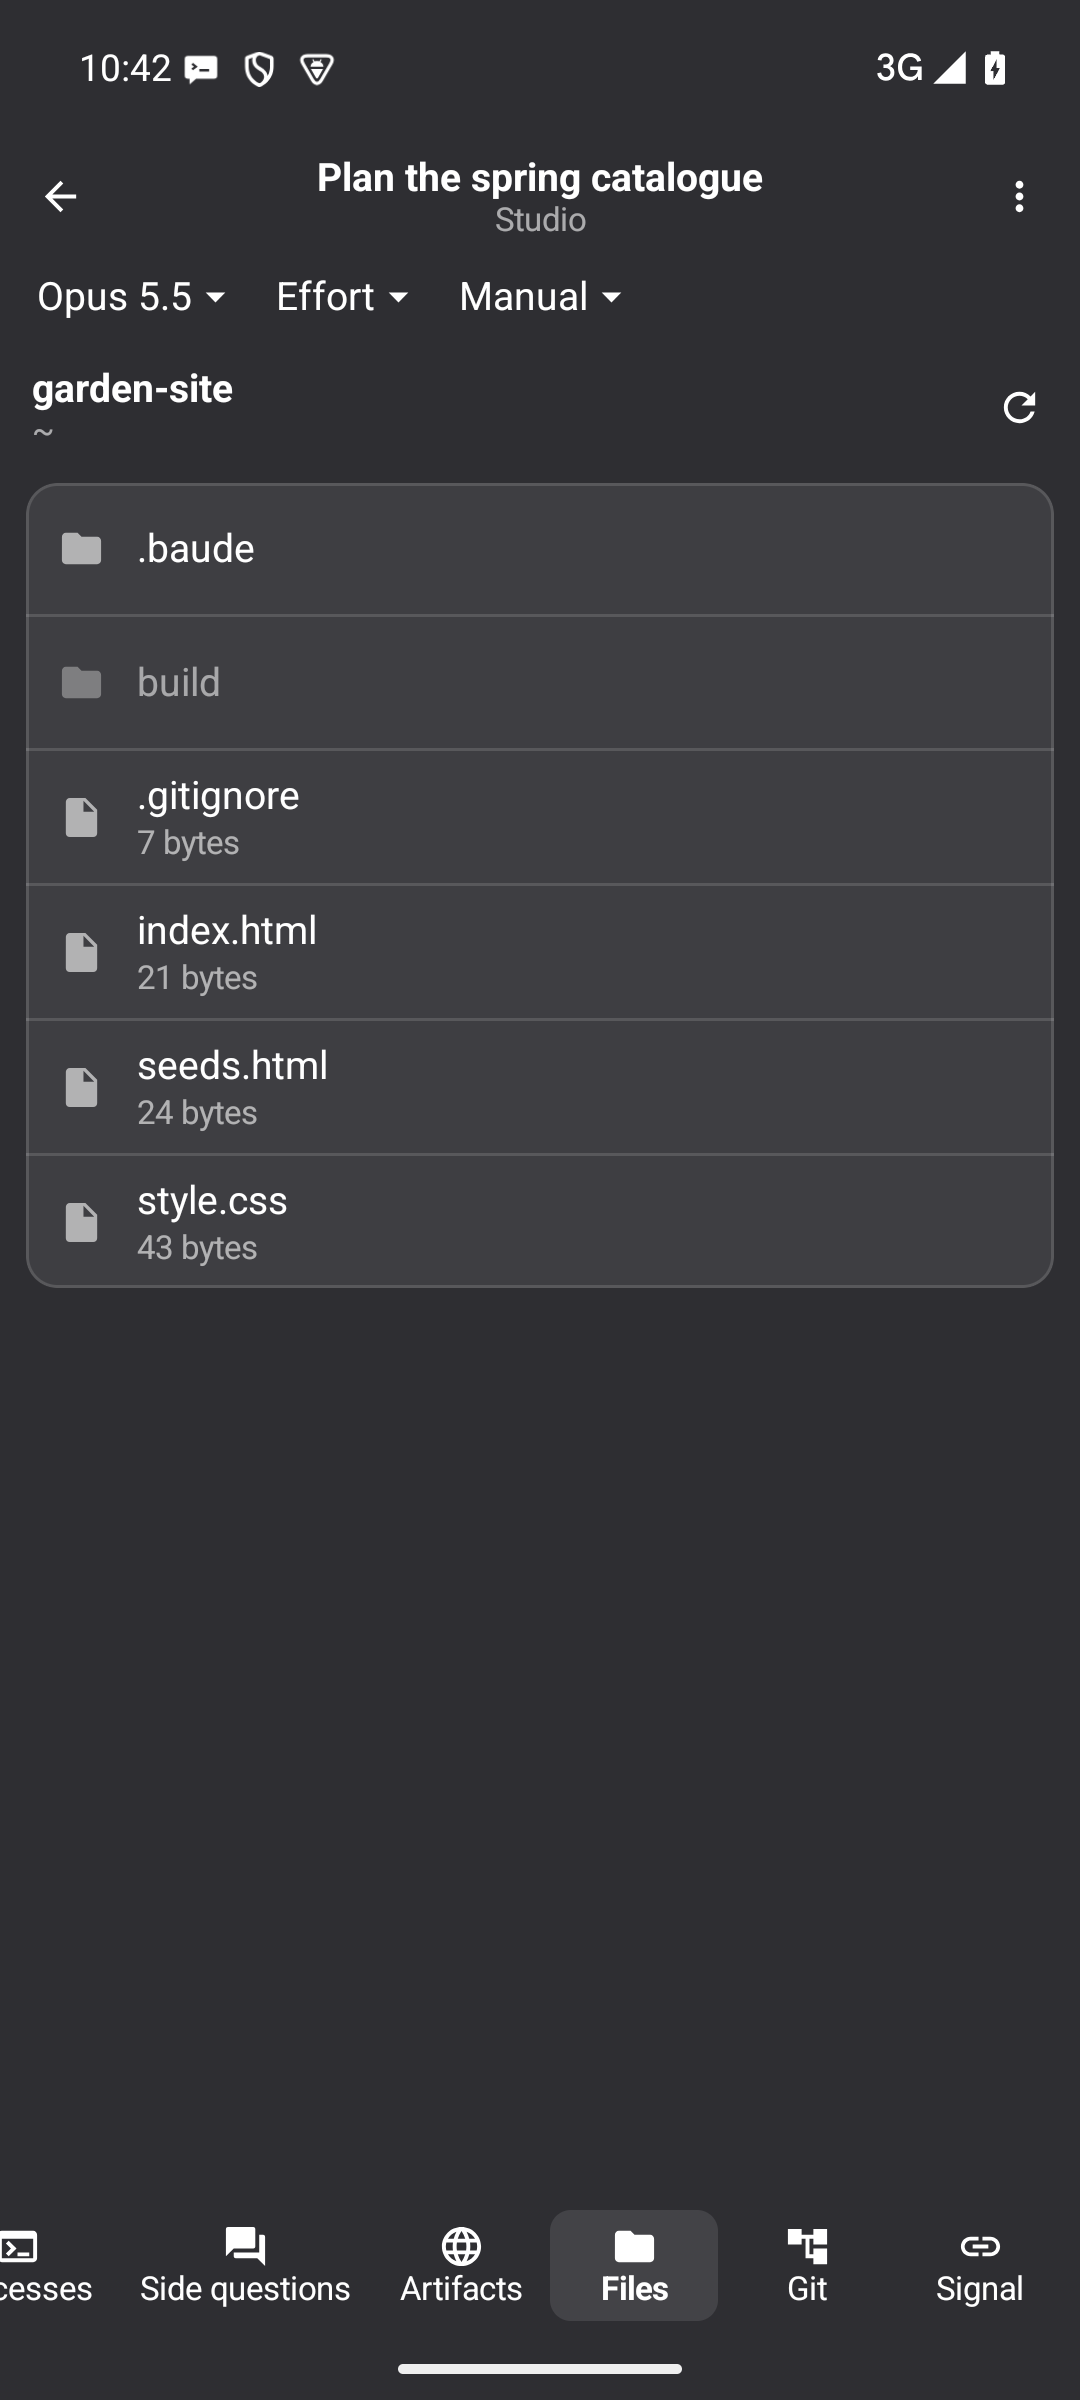 10:42
3G
Plan the spring catalogue
Studio
Opus 5.5
Effort
Manual
garden-site
~
.baude
build
.gitignore
7 bytes
index.html
21 bytes
seeds.html
24 bytes
style.css
43 bytes
cesses
Side questions
Artifacts
Files
Git
Signal